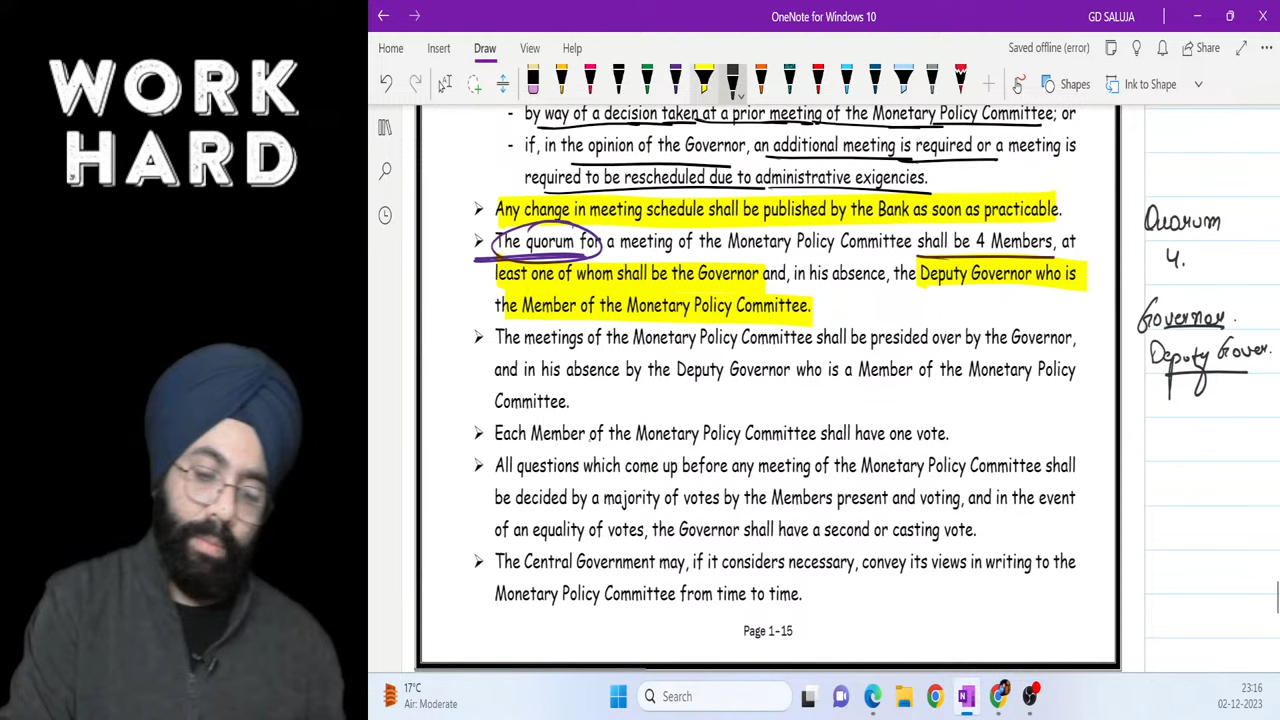 WORK
HARD
OneNote for Windows 10
GD SALUJA
Home
Insert
Draw
View
Help
Saved offline (error)
Share
Shapes
Ink to Shape
- by way of a decision taken at a prior meeting of the Monetary Policy Committee; or
- if, in the opinion of the Governor, an additional meeting is required or a meeting is
required to be rescheduled due to administrative exigencies.
➢ Any change in meeting schedule shall be published by the Bank as soon as practicable.
➢ The quorum for a meeting of the Monetary Policy Committee shall be 4 Members, at
least one of whom shall be the Governor and, in his absence, the Deputy Governor who is
the Member of the Monetary Policy Committee.
➢ The meetings of the Monetary Policy Committee shall be presided over by the Governor,
and in his absence by the Deputy Governor who is a Member of the Monetary Policy
Committee.
➢ Each Member of the Monetary Policy Committee shall have one vote.
➢ All questions which come up before any meeting of the Monetary Policy Committee shall
be decided by a majority of votes by the Members present and voting, and in the event
of an equality of votes, the Governor shall have a second or casting vote.
➢ The Central Government may, if it considers necessary, convey its views in writing to the
Monetary Policy Committee from time to time.
Page 1-15
Quorum
4.
Governor.
Deputy Gover.
17°C
Air: Moderate
Search
23:16
02-12-2023